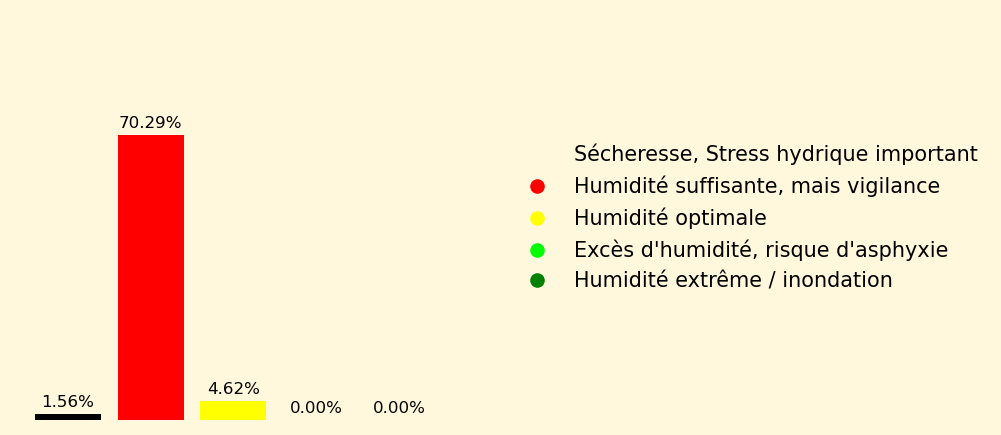 70.29%
1.56%
4.62%
0.00%
0.00%
Sécheresse, Stress hydrique important
Humidité suffisante, mais vigilance
Humidité optimale
Excès d'humidité, risque d'asphyxie
Humidité extrême / inondation